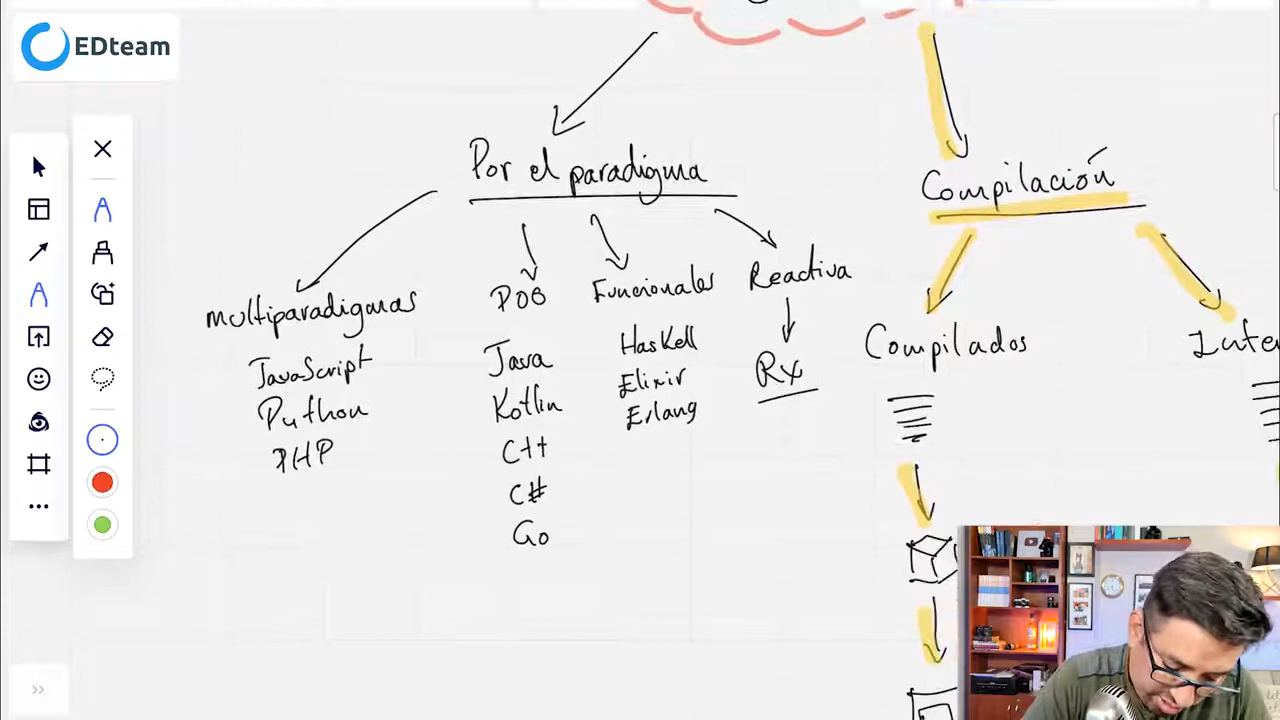 EDteam
Por el paradigma
Compilación
multiparadigmas
JavaScript
Python
PHP
POO
Java
Kotlin
C++
C#
Go
Funcionales
Haskell
Elixir
Erlang
Reactiva
Rx
Compilados
Inte